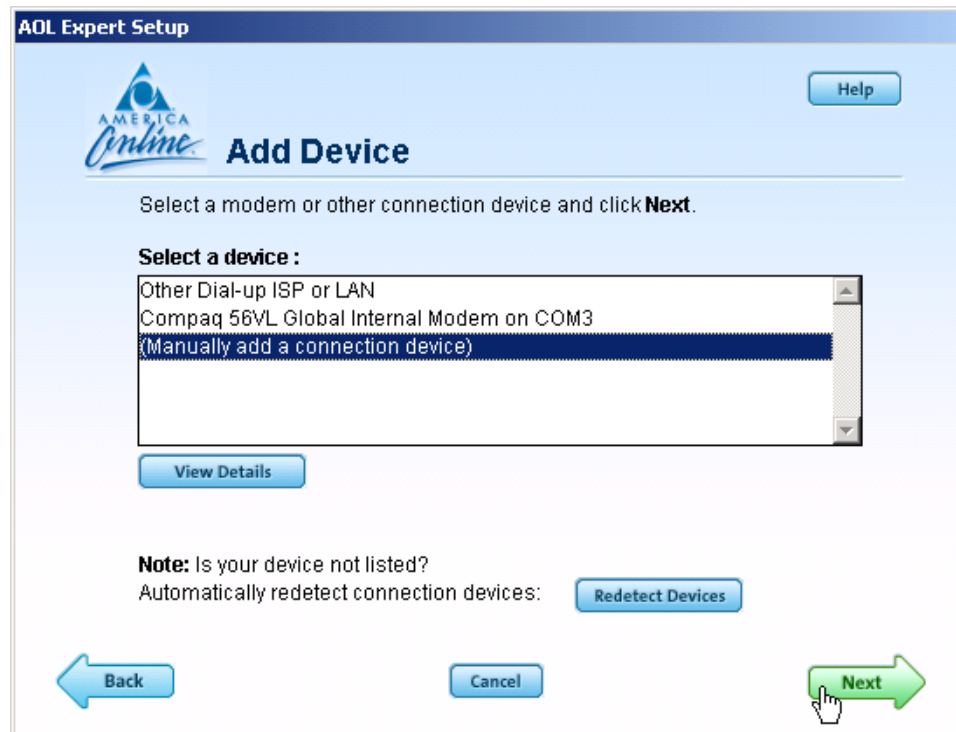 AOL Expert Setup
AMERICA
Online
Help
Add Device
Select a modem or other connection device and click Next.
Select a device :
Other Dial-up ISP or LAN
Compaq 56VL Global Internal Modem on COM3
(Manually add a connection device)
View Details
Note: Is your device not listed?
Automatically redetect connection devices:
Redetect Devices
Back
Cancel
Next